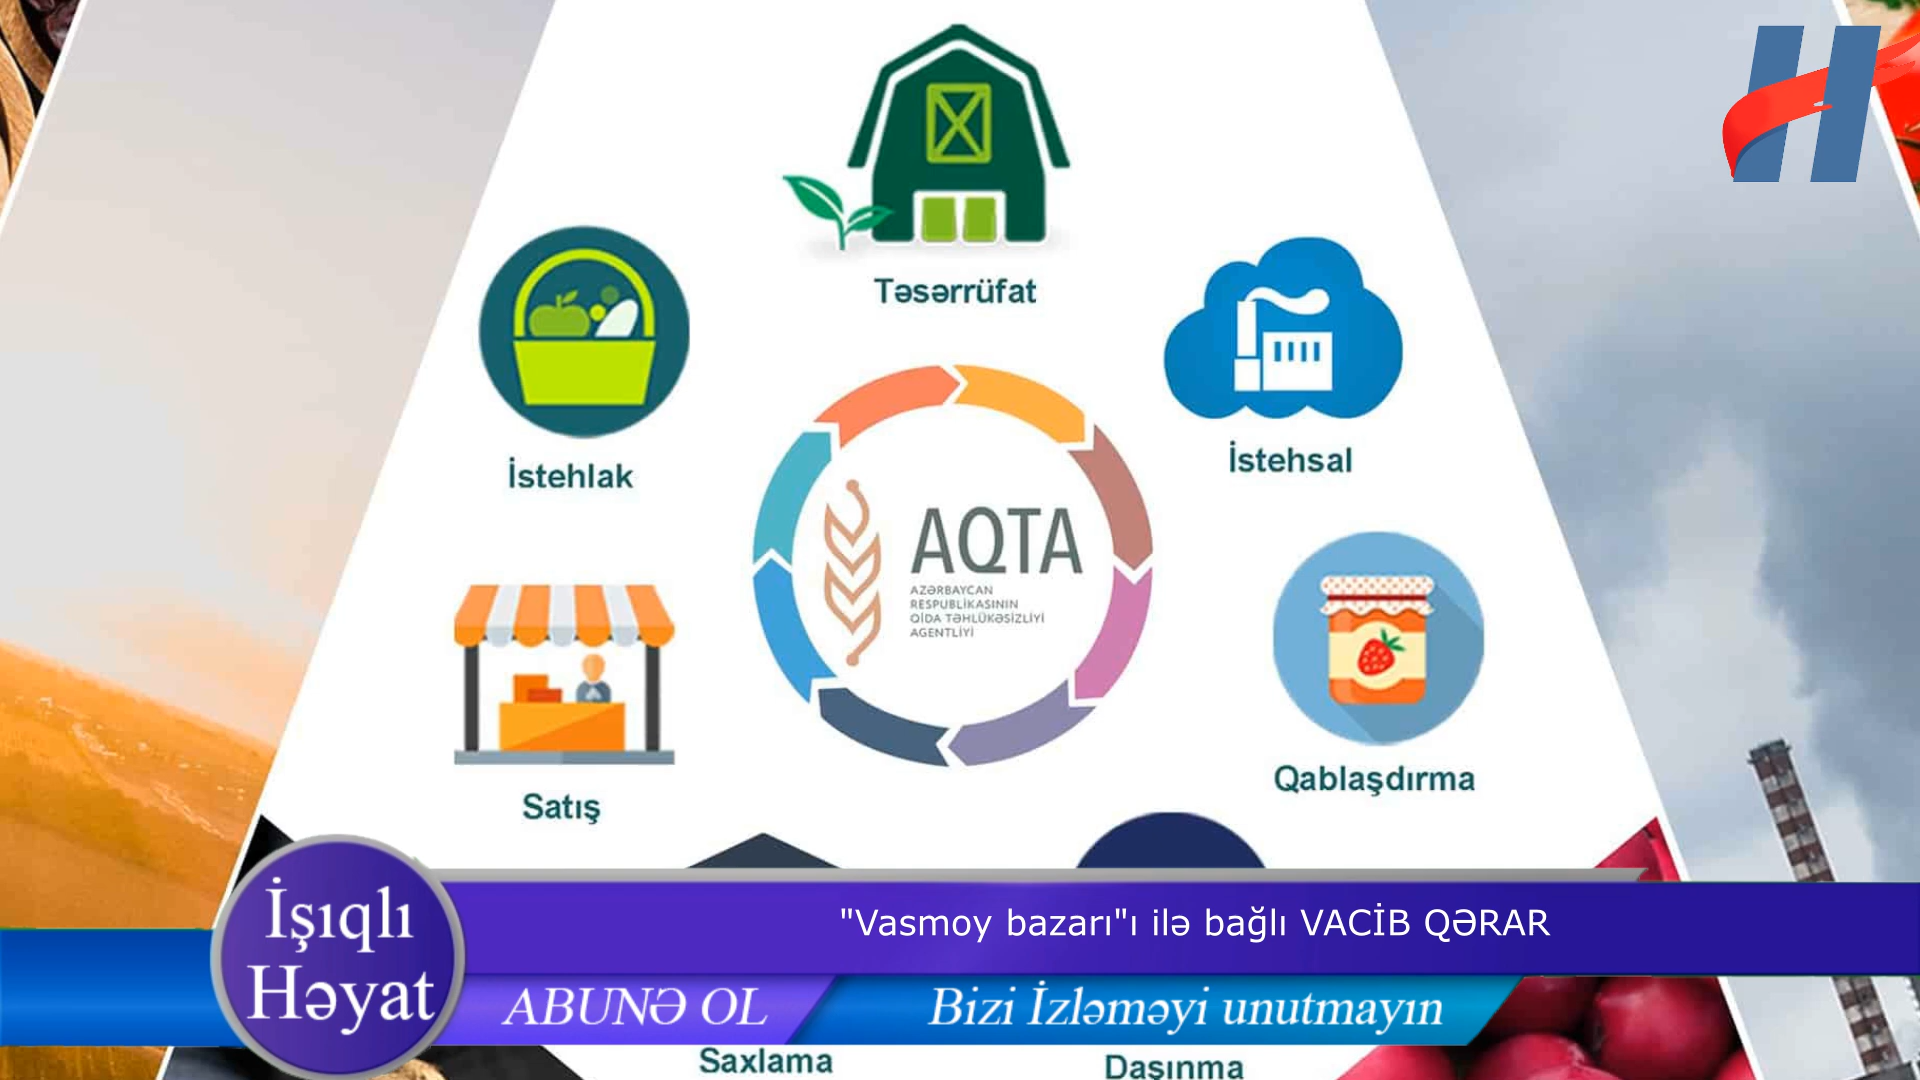 Təsərrüfat
İstehlak
İstehsal
AQTA
AZƏRBAYCAN
RESPUBLİKASININ
QİDA TƏHLÜKƏSİZLİYİ
AGENTLİYİ
Qablaşdırma
Satış
İşıqlı
Həyat
"Vasmoy bazarı"ı ilə bağlı VACİB QƏRAR
ABUNƏ OL
Bizi İzləməyi unutmayın
Saxlama
Daşınma